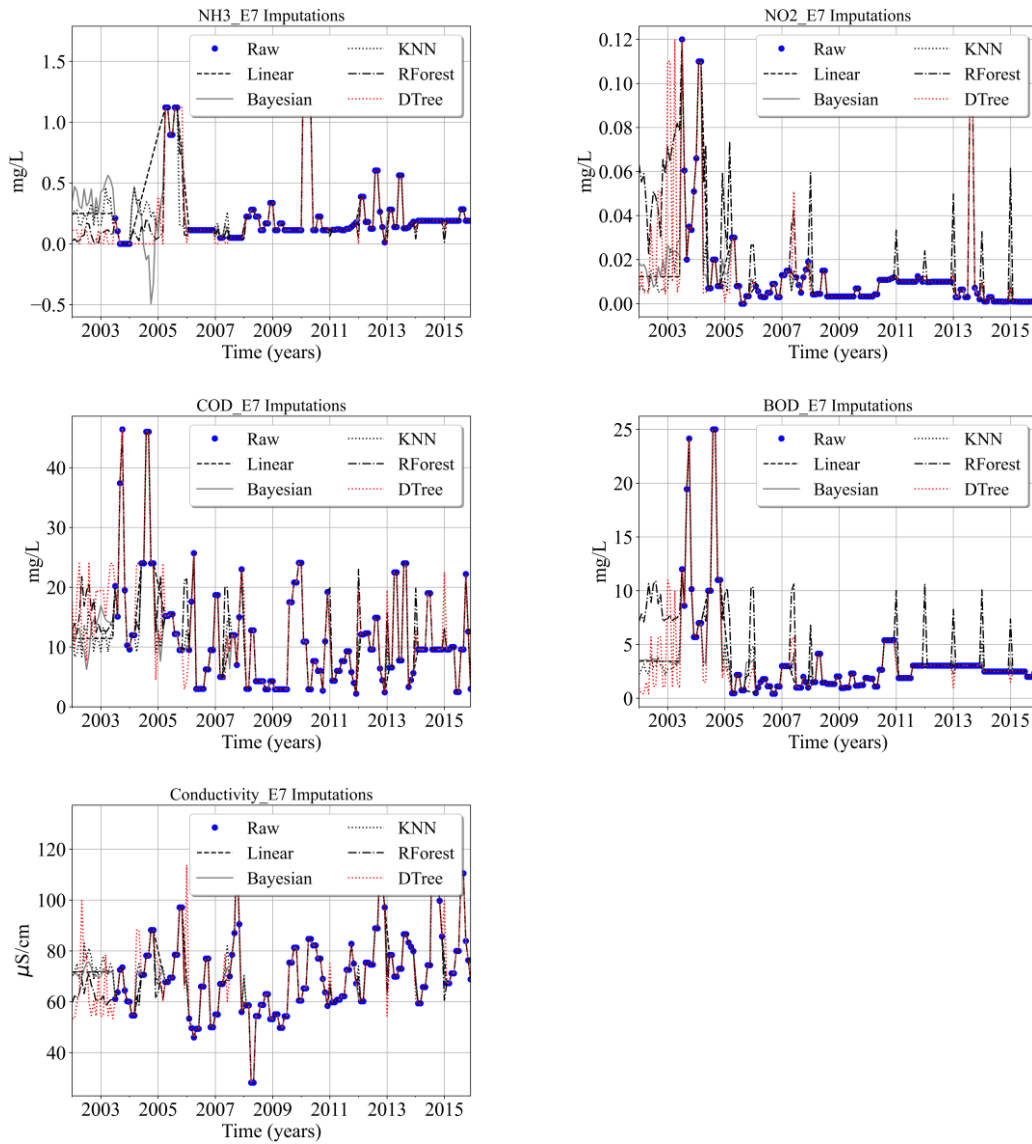 NH3_E7 Imputations
Raw KNN
Linear RForest
Bayesian DTree
mg/L
1.5
1.0
0.5
0.0
−0.5
2003 2005 2007 2009 2011 2013 2015
Time (years)
NO2_E7 Imputations
Raw KNN
Linear RForest
Bayesian DTree
mg/L
0.12
0.10
0.08
0.06
0.04
0.02
0.00
2003 2005 2007 2009 2011 2013 2015
Time (years)
COD_E7 Imputations
Raw KNN
Linear RForest
Bayesian DTree
mg/L
40
30
20
10
0
2003 2005 2007 2009 2011 2013 2015
Time (years)
BOD_E7 Imputations
Raw KNN
Linear RForest
Bayesian DTree
mg/L
25
20
15
10
5
0
2003 2005 2007 2009 2011 2013 2015
Time (years)
Conductivity_E7 Imputations
Raw KNN
Linear RForest
Bayesian DTree
μS/cm
120
100
80
60
40
2003 2005 2007 2009 2011 2013 2015
Time (years)